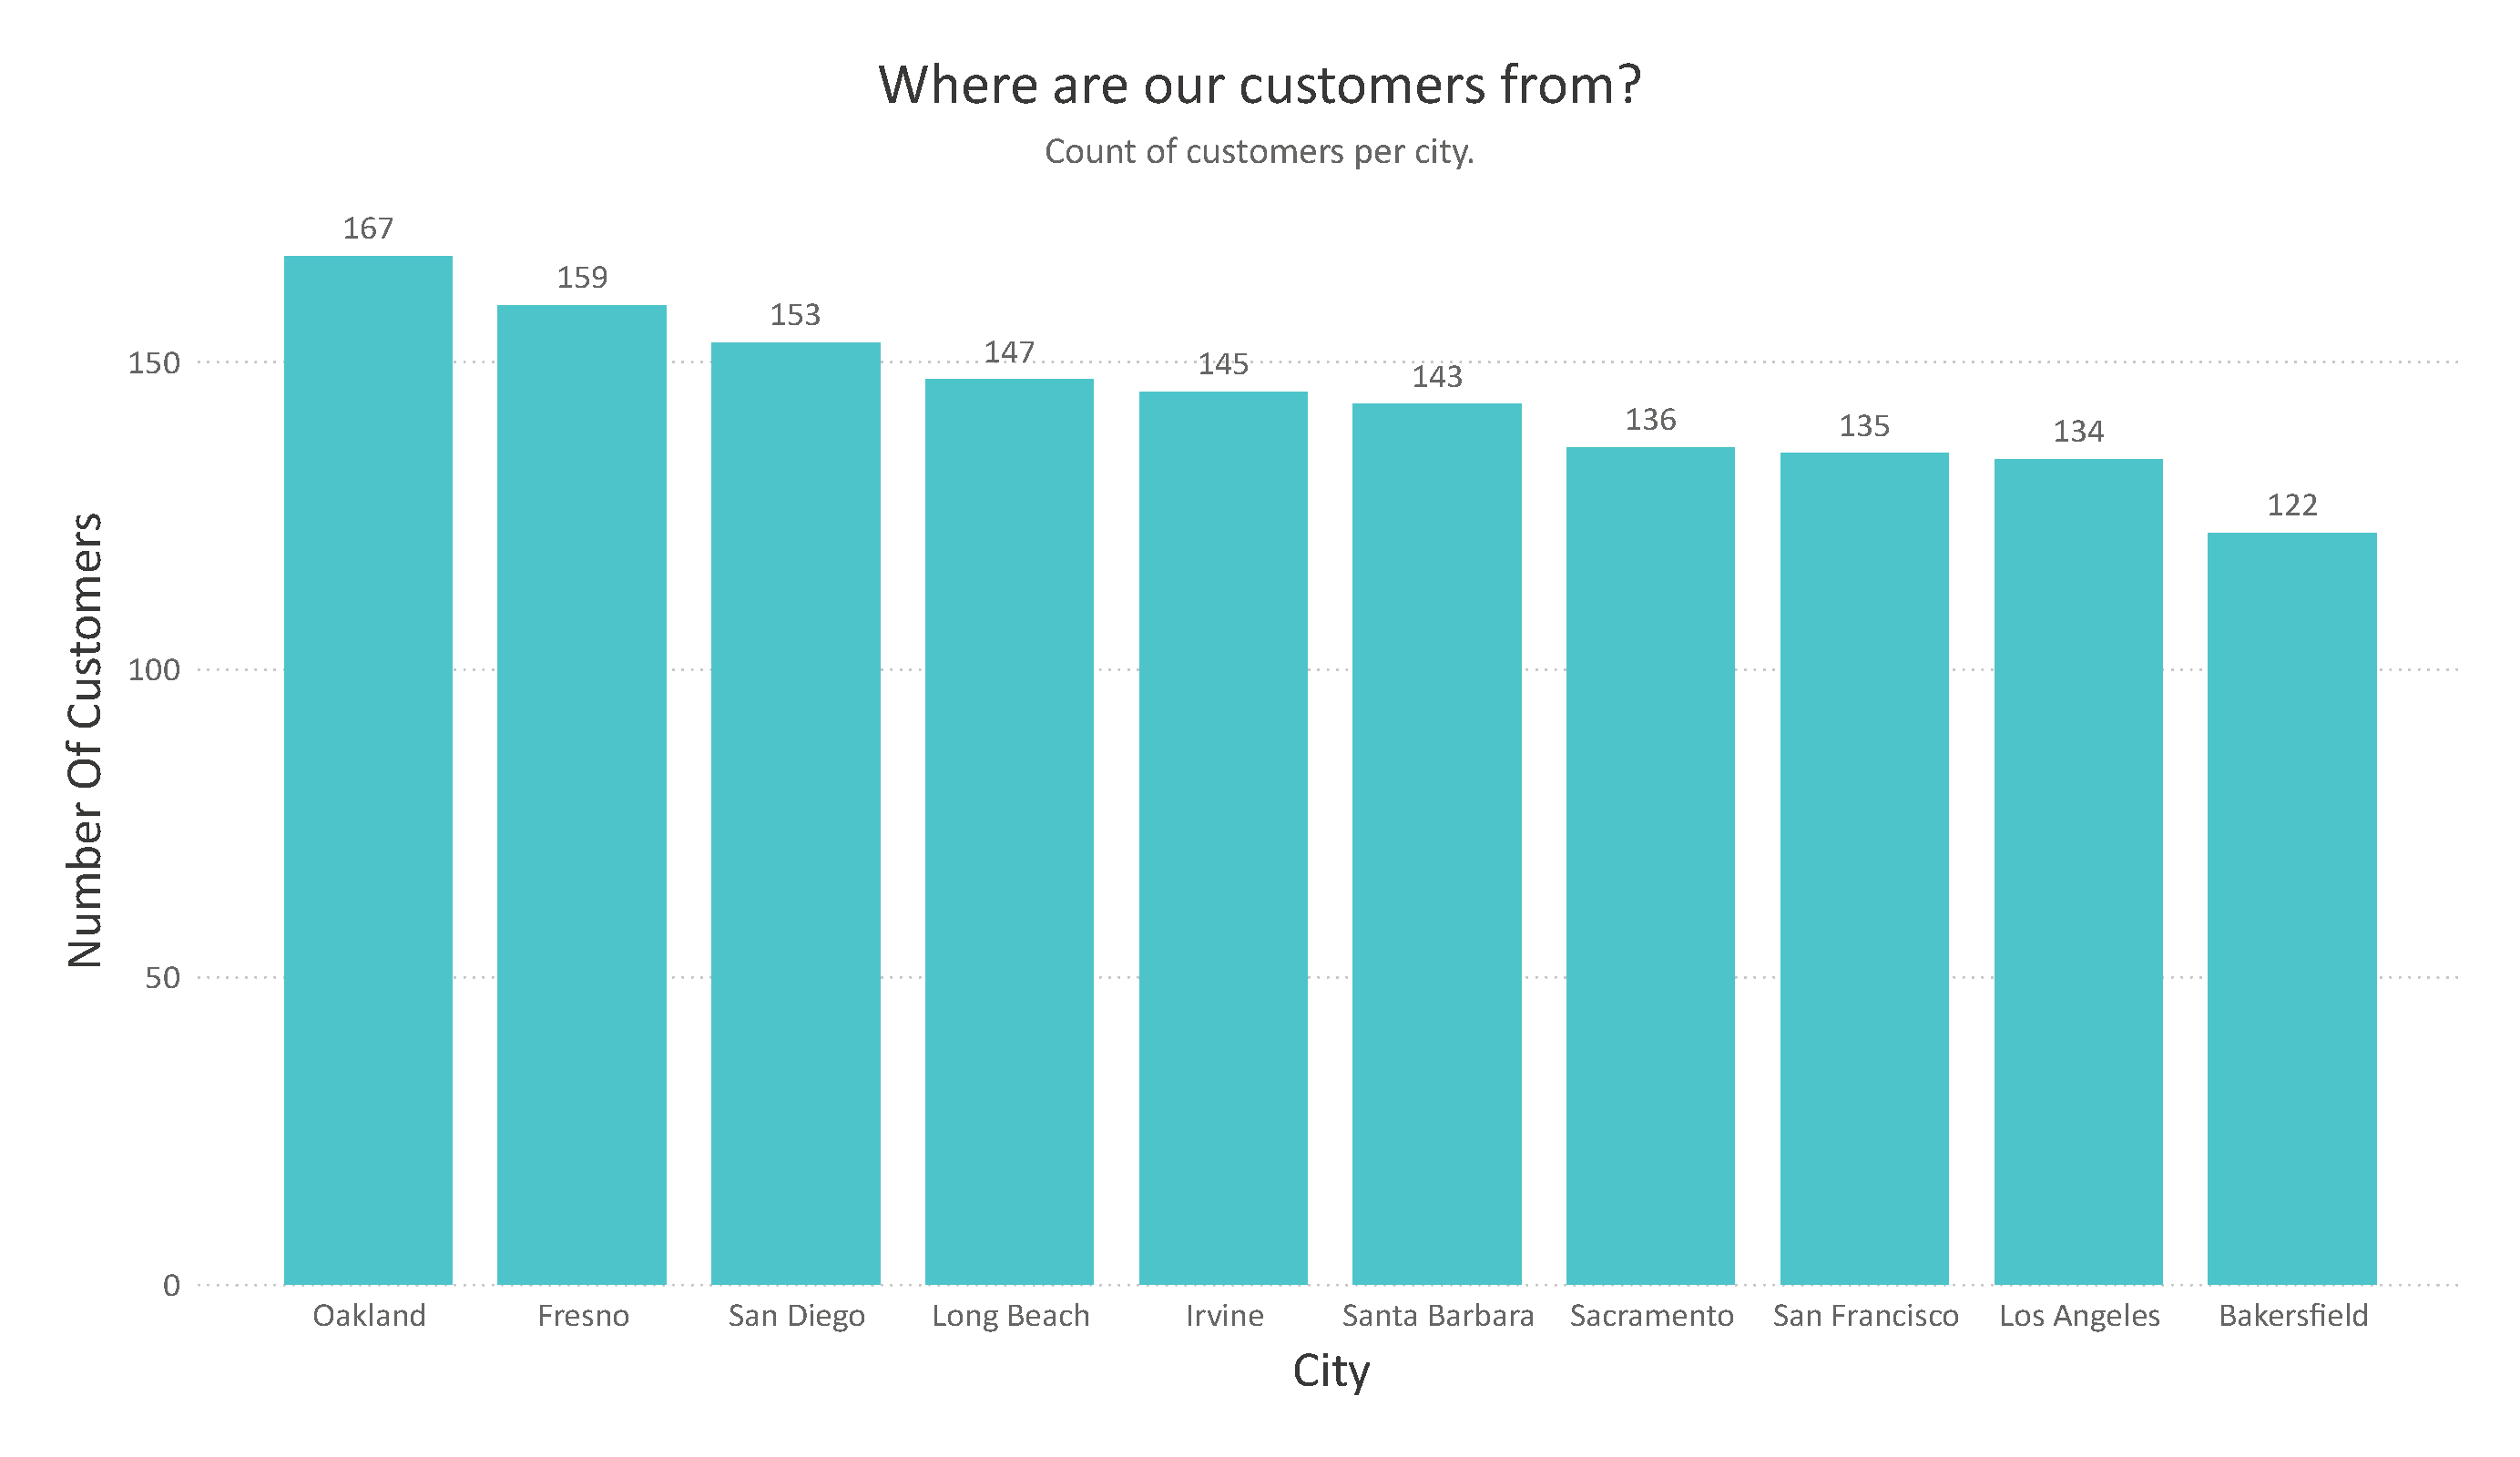 Where are our customers from?
Count of customers per city.
Number Of Customers
150
100
50
0
167
159
153
147
145
143
136
135
134
122
Oakland
Fresno
San Diego
Long Beach
Irvine
Santa Barbara
Sacramento
San Francisco
Los Angeles
Bakersfield
City